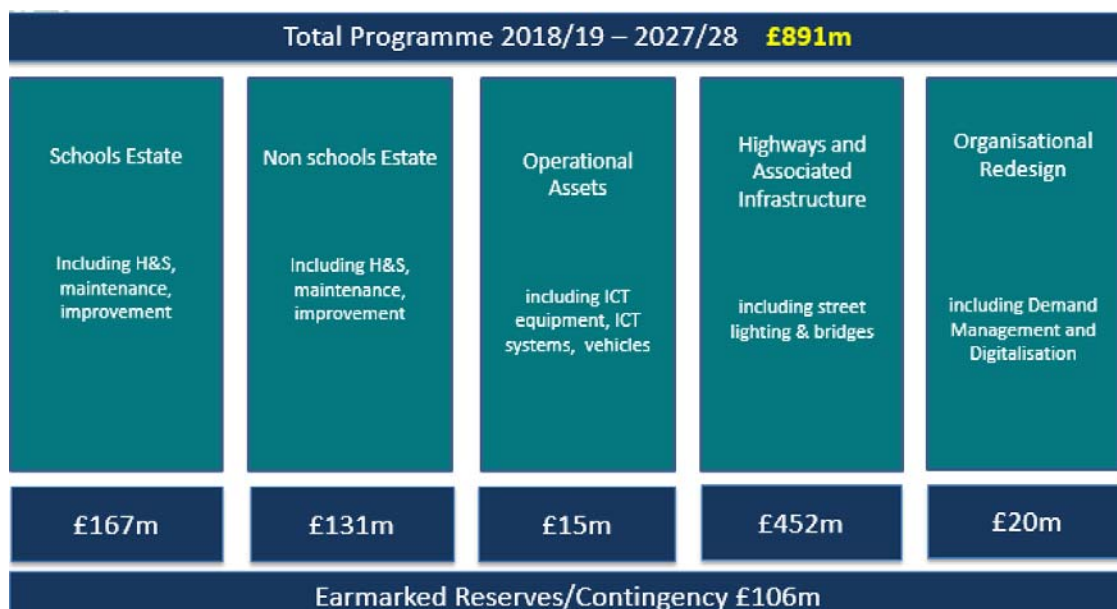 Total Programme 2018/19 – 2027/28 £891m
Schools Estate
Including H&S,
maintenance,
improvement
£167m
Non schools Estate
Including H&S,
maintenance,
improvement
£131m
Operational
Assets
including ICT
equipment, ICT
systems, vehicles
£15m
Highways and
Associated
Infrastructure
including street
lighting & bridges
£452m
Organisational
Redesign
including Demand
Management and
Digitalisation
£20m
Earmarked Reserves/Contingency £106m